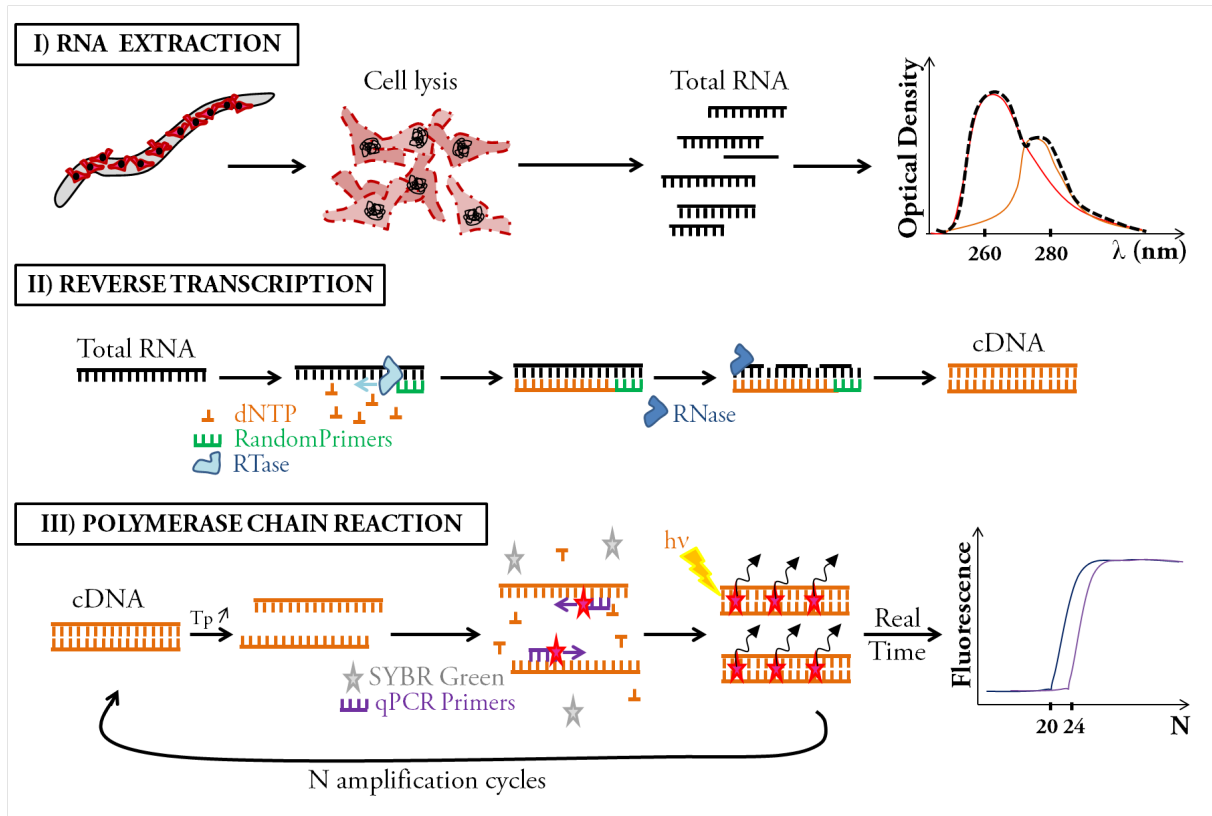 I) RNA EXTRACTION
Cell lysis
Total RNA
Optical Density
260
280
λ (nm)
II) REVERSE TRANSCRIPTION
Total RNA
dNTP
RandomPrimers
RTase
RNase
cDNA
III) POLYMERASE CHAIN REACTION
cDNA
Tp ↗
SYBR Green
qPCR Primers
hν
Real
Time
Fluorescence
20
24
N
N amplification cycles